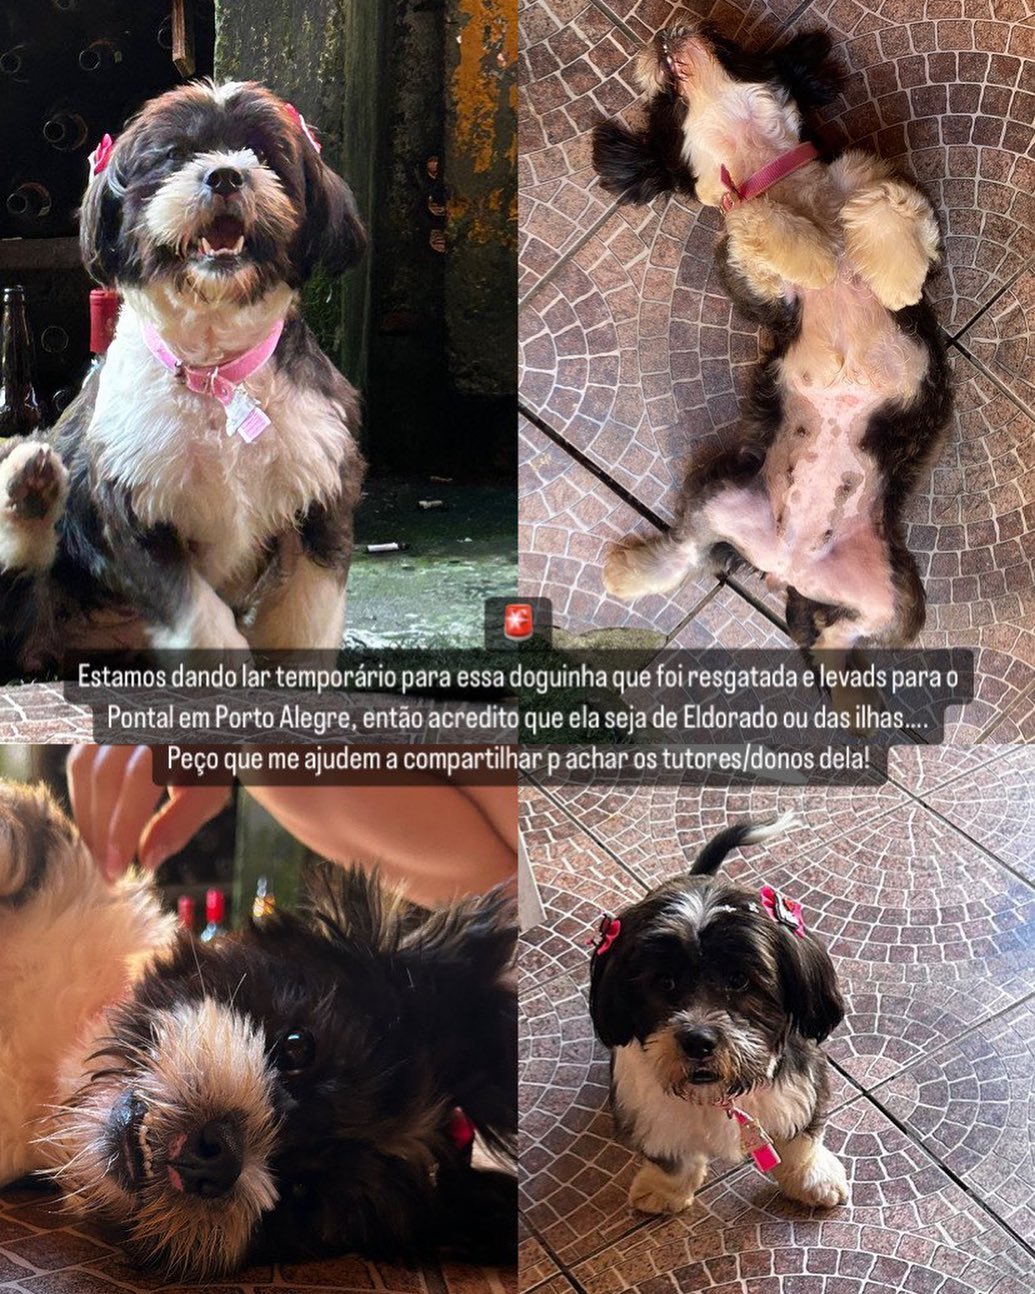 Estamos dando lar temporário para essa doguinha que foi resgatada e levads para o
Pontal em Porto Alegre, então acredito que ela seja de Eldorado ou das ilhas....
Peço que me ajudem a compartilhar p achar os tutores/donos dela!